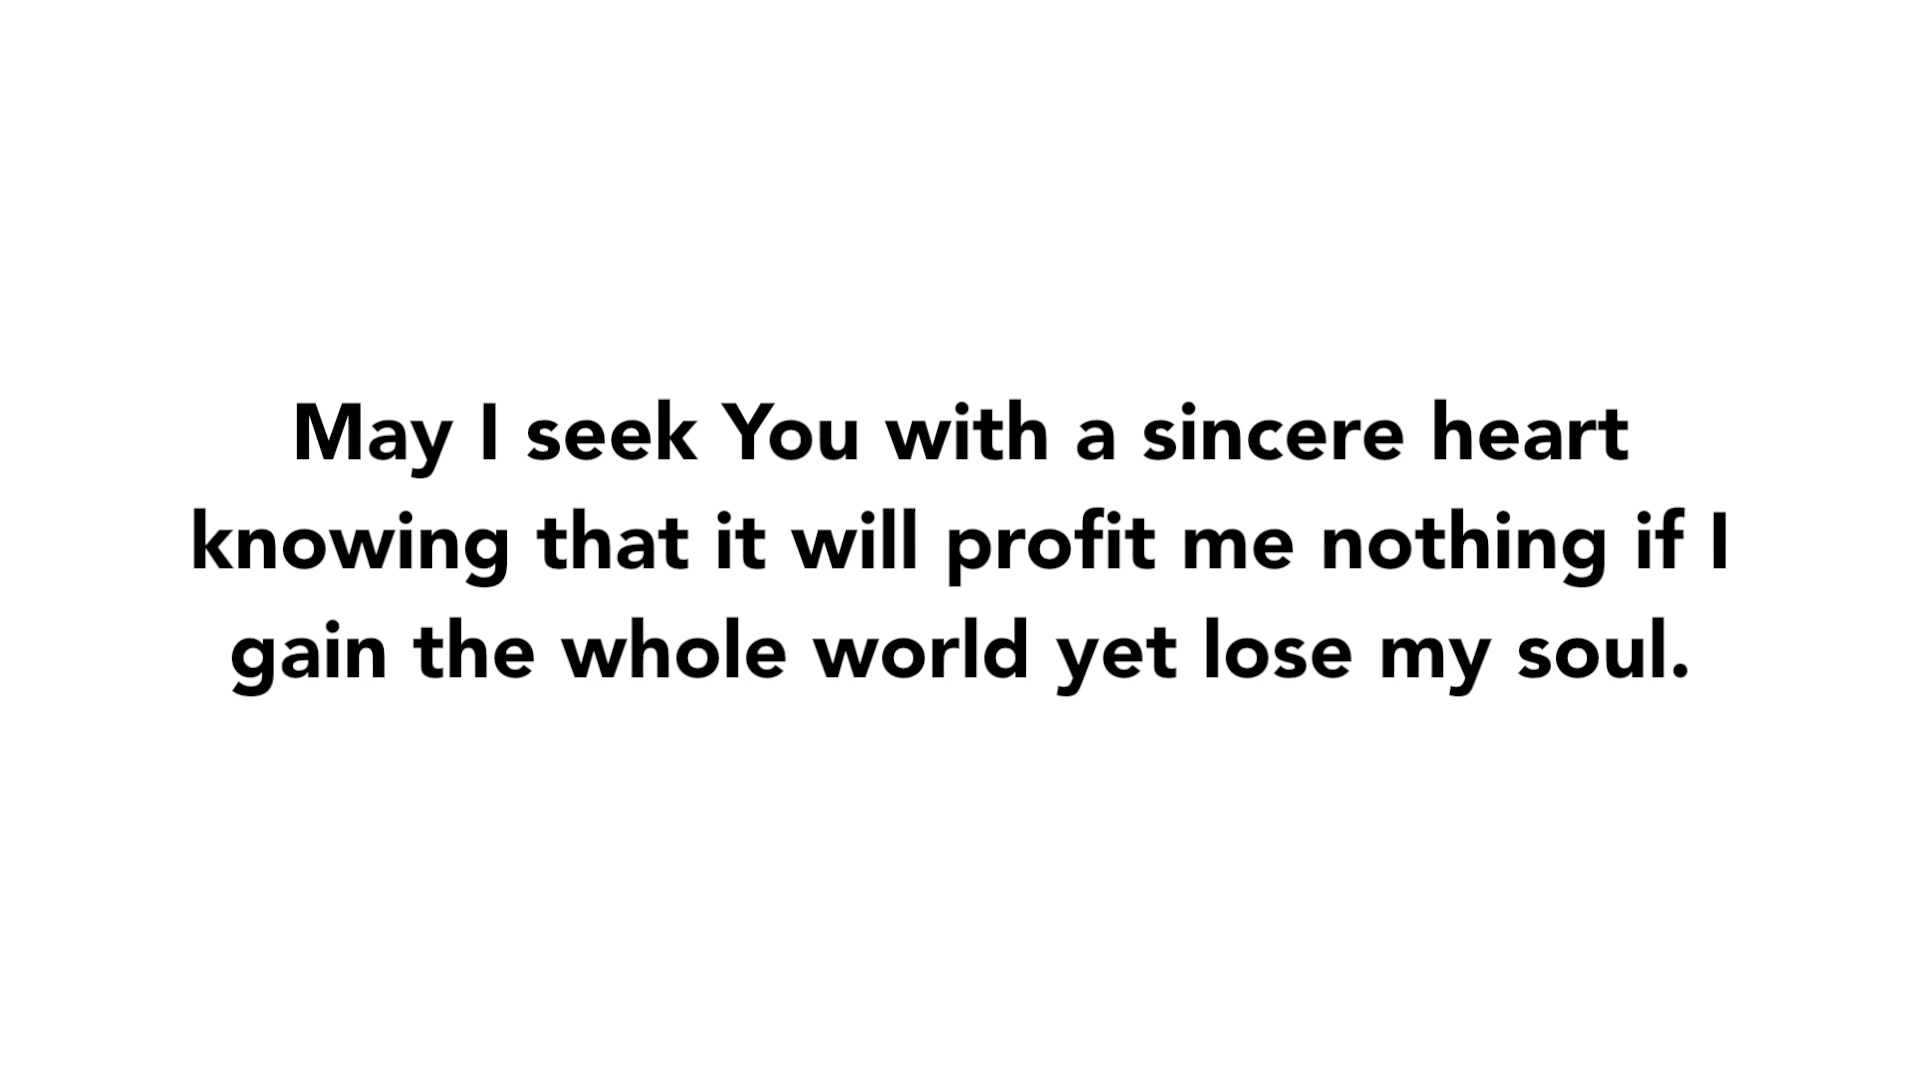 May I seek You with a sincere heart
knowing that it will profit me nothing if I
gain the whole world yet lose my soul.